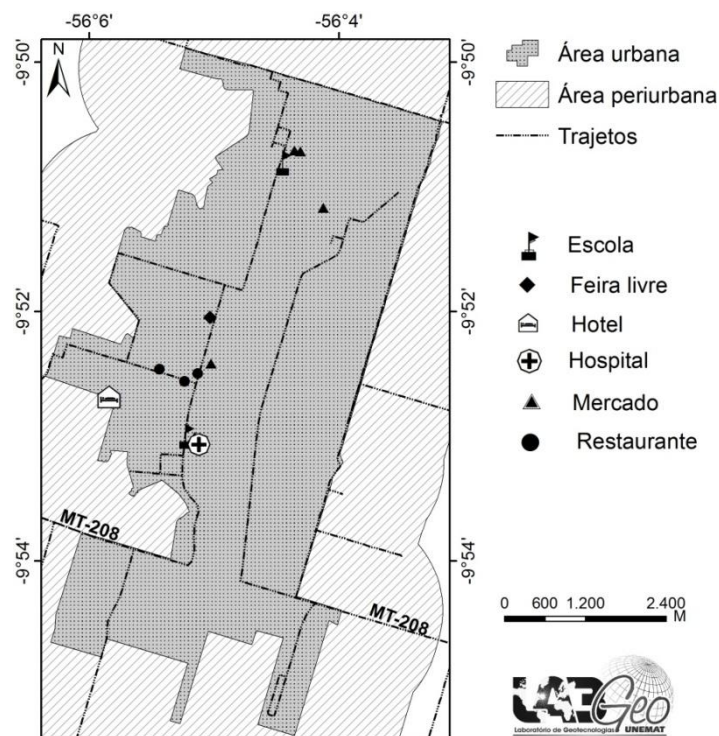 -56°6'
-56°4'
-9°50'
-9°50'
N
Área urbana
Área periurbana
Trajetos
Escola
-9°52'
-9°52'
Feira livre
Hotel
Hospital
Mercado
Restaurante
MT-208
-9°54'
-9°54'
MT-208
0 600 1.200 2.400
M
Geo
Laboratório de Geotecnologias UNEMAT